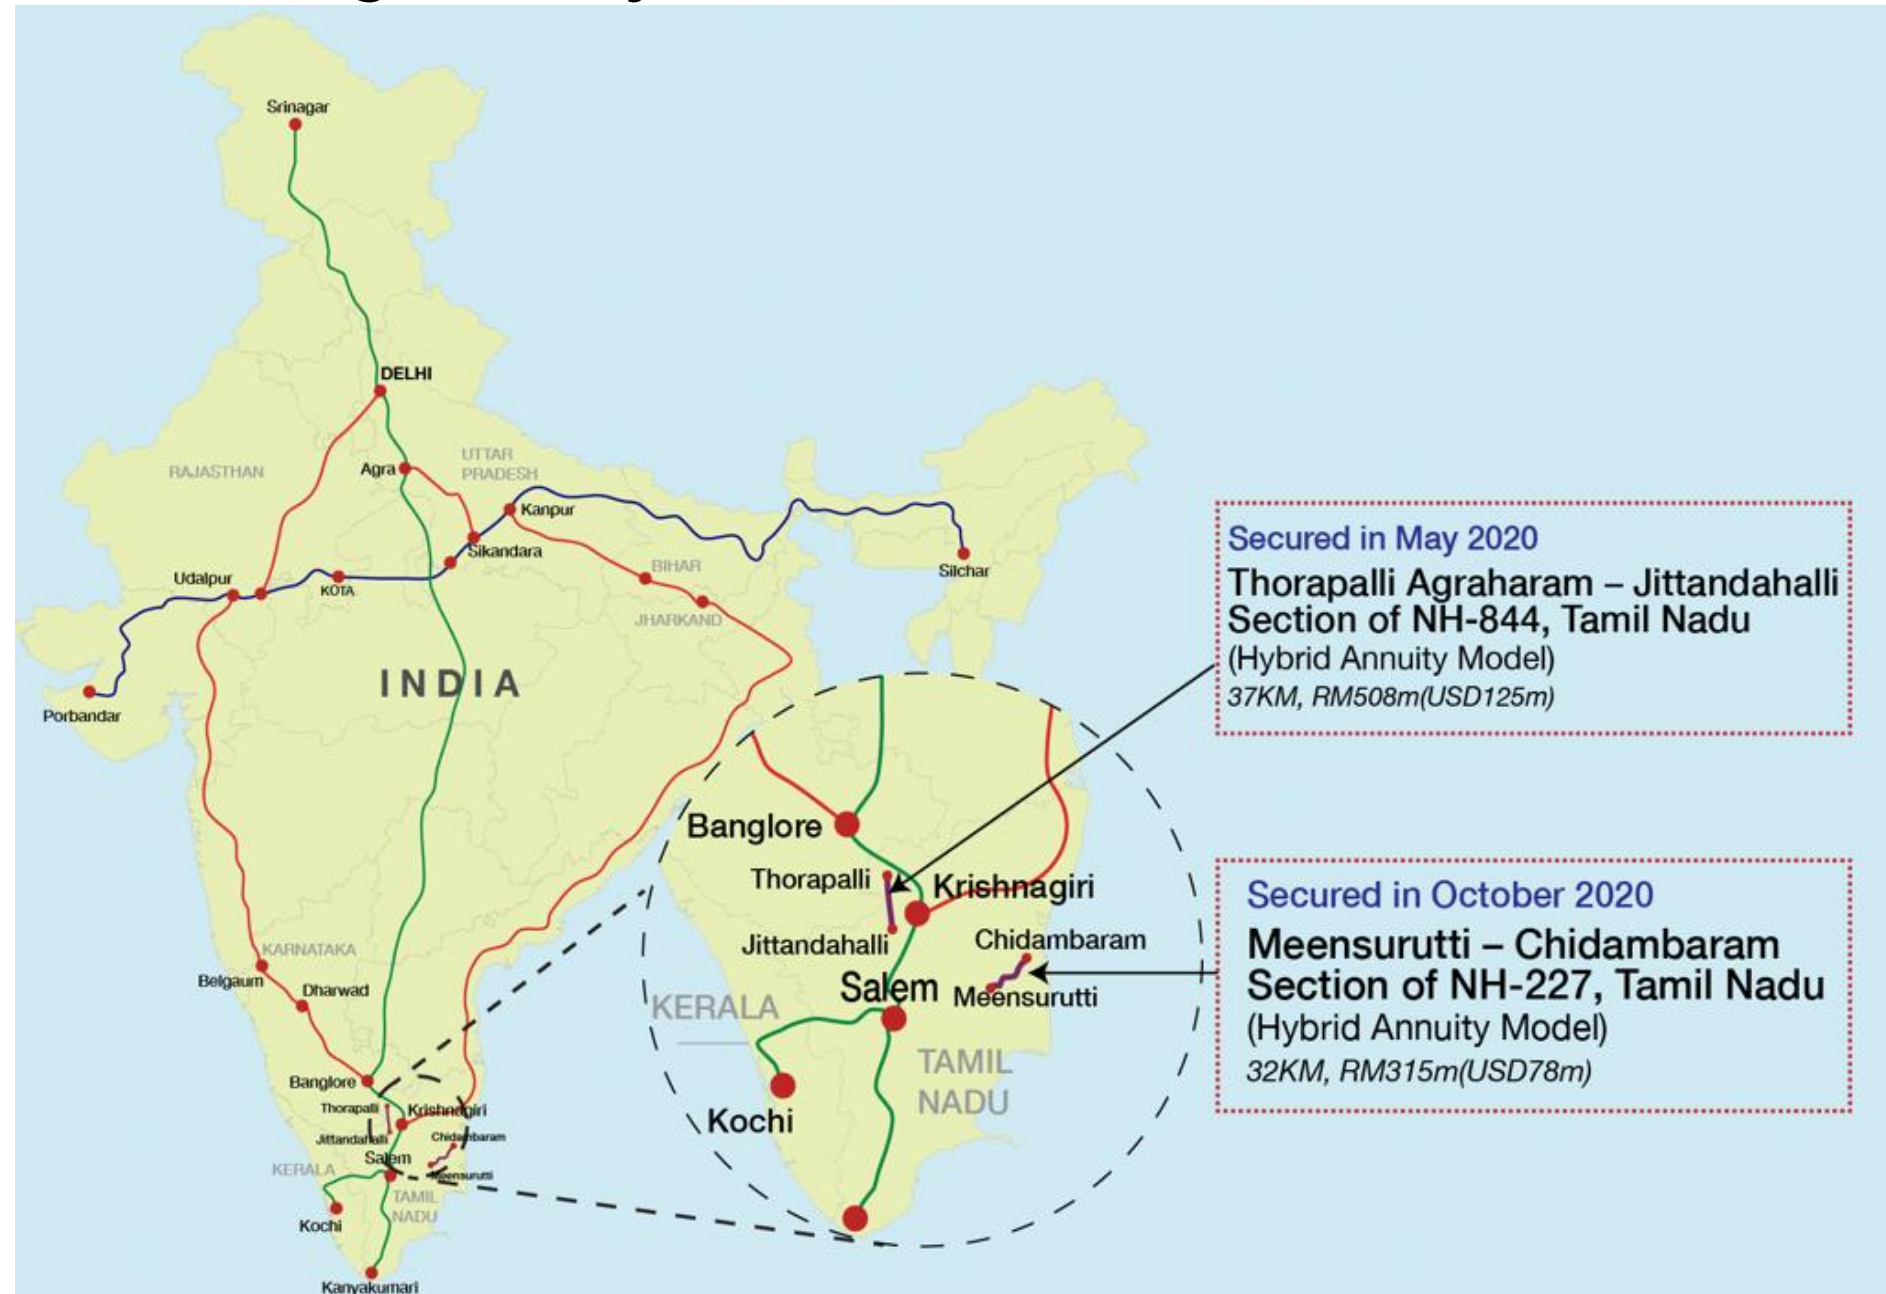 Srinagar
DELHI
UTTAR
PRADESH
RAJASTHAN
Agra
Kanpur
Sikandara
BIHAR
Silchar
Udalpur
KOTA
JHARKAND
INDIA
Porbandar
KARNATAKA
Belgaum
Dharwad
Banglore
Thorapalli
Krishnagiri
Jittandahalli
Chidambaram
Salem
Meensurutti
KERALA
TAMIL
NADU
Kochi
Kanyakumari
Banglore
Thorapalli
Krishnagiri
Jittandahalli
Chidambaram
Salem
Meensurutti
KERALA
TAMIL
NADU
Kochi
Secured in May 2020
Thorapalli Agraharam – Jittandahalli
Section of NH-844, Tamil Nadu
(Hybrid Annuity Model)
37KM, RM508m(USD125m)
Secured in October 2020
Meensurutti – Chidambaram
Section of NH-227, Tamil Nadu
(Hybrid Annuity Model)
32KM, RM315m(USD78m)